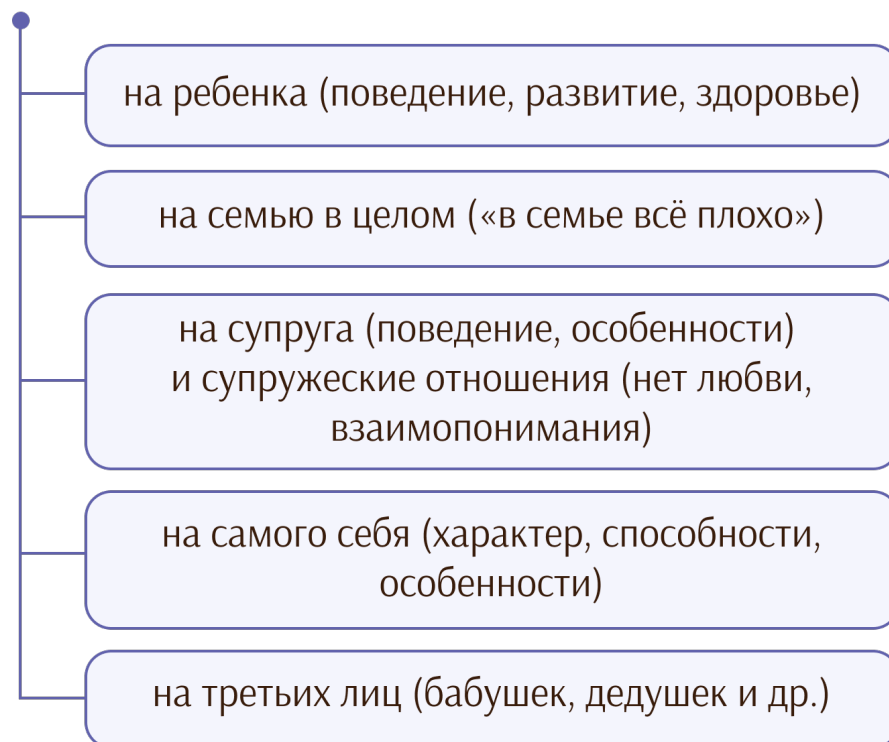 на ребенка (поведение, развитие, здоровье)
на семью в целом («в семье всё плохо»)
на супруга (поведение, особенности)
и супружеские отношения (нет любви,
взаимопонимания)
на самого себя (характер, способности,
особенности)
на третьих лиц (бабушек, дедушек и др.)